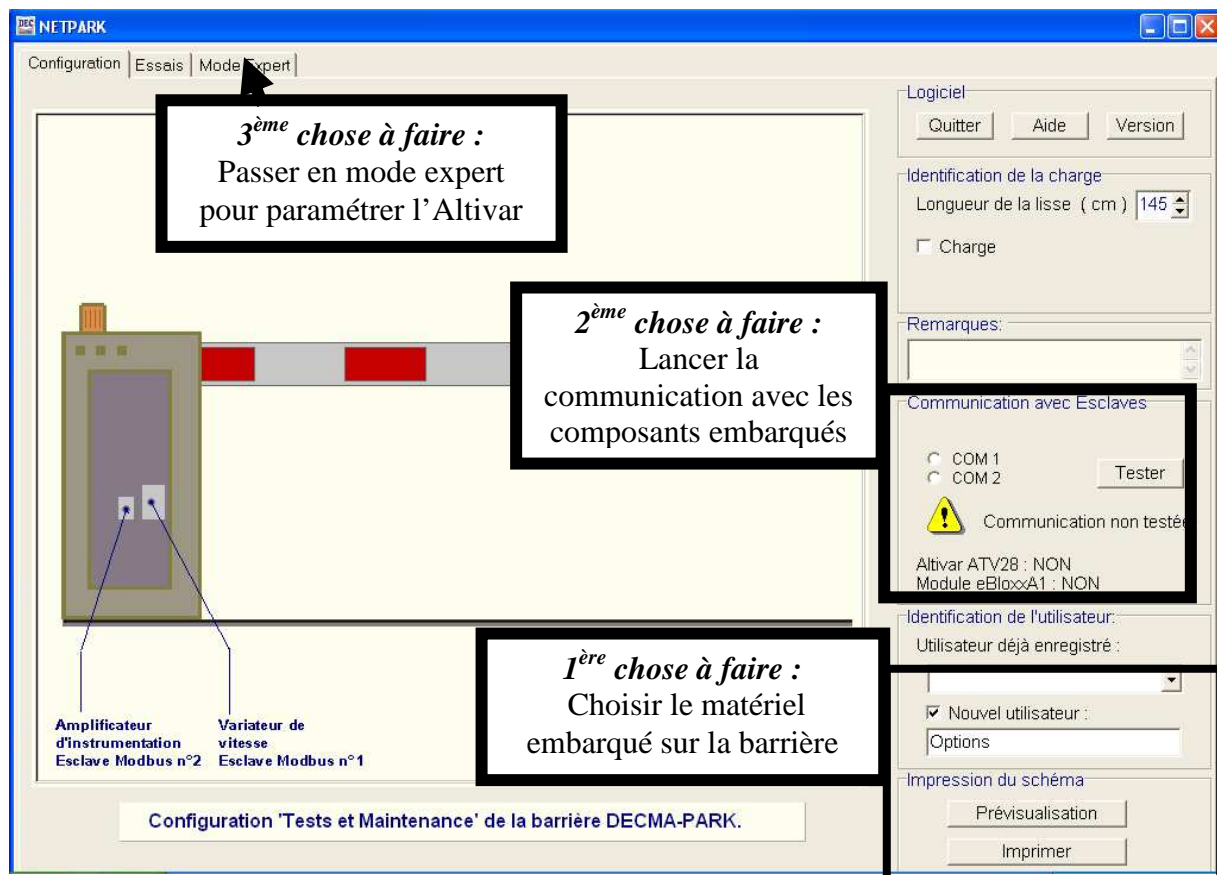 NETPARK
Configuration Essais Mode Expert
3ème chose à faire :
Passer en mode expert
pour paramétrer l'Altivar
Logiciel
Quitter Aide Version
Identification de la charge
Longueur de la lisse ( cm ) 145
Charge
2ème chose à faire :
Lancer la
communication avec les
composants embarqués
Remarques:
Communication avec Esclaves
COM 1
COM 2
Tester
Communication non testée
Altivar ATV28 : NON
Module eBloxxA1 : NON
1ère chose à faire :
Choisir le matériel
embarqué sur la barrière
Identification de l'utilisateur:
Utilisateur déjà enregistré :
Nouvel utilisateur :
Options
Amplificateur
d'instrumentation
Esclave Modbus n°2
Variateur de
vitesse
Esclave Modbus n°1
Impression du schéma
Prévisualisation
Imprimer
Configuration 'Tests et Maintenance' de la barrière DECMA-PARK.